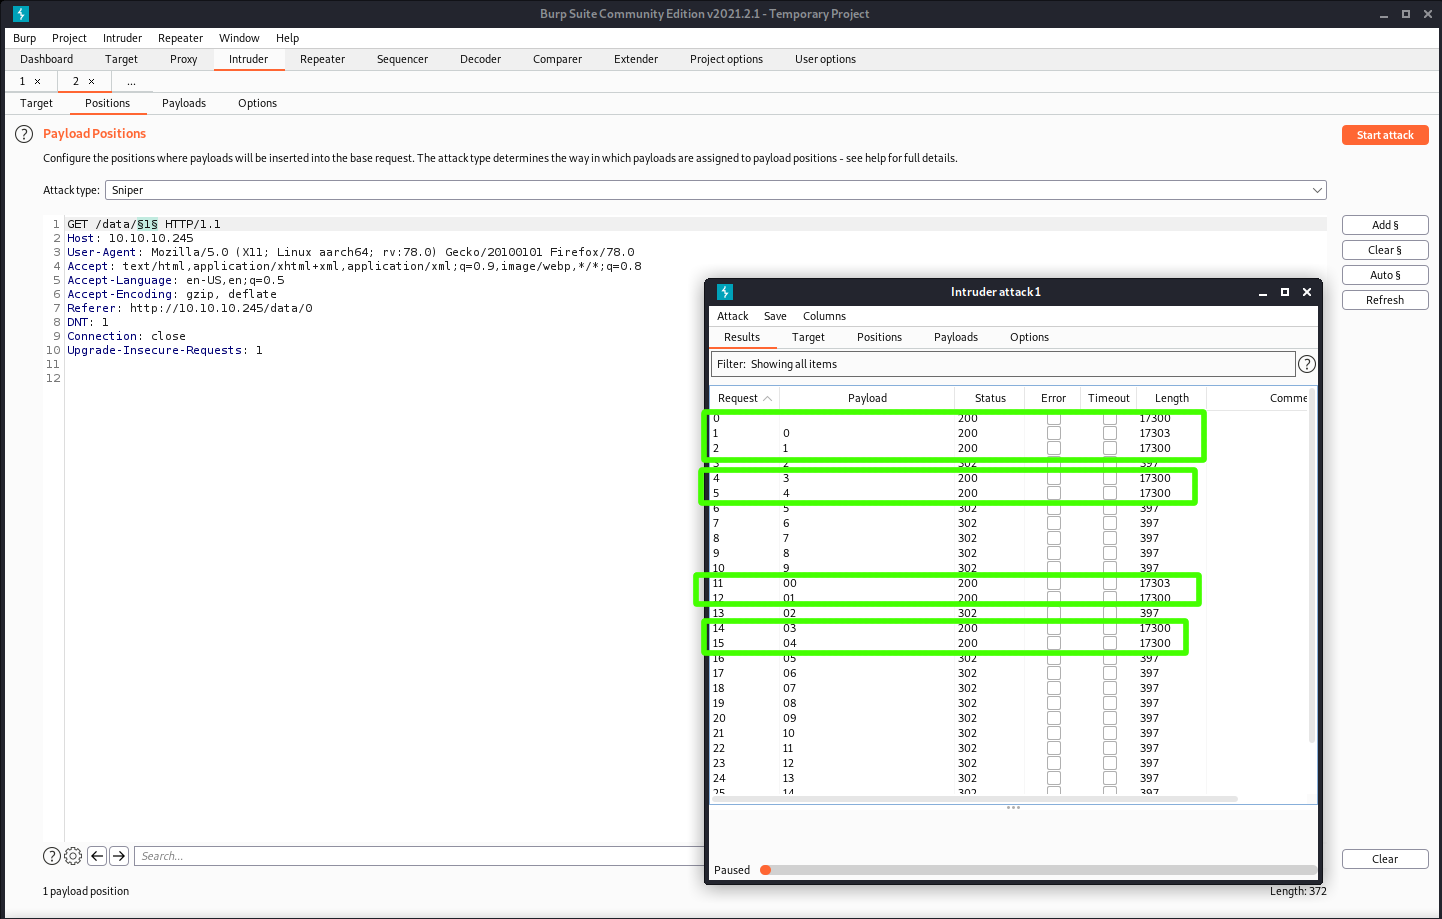 Burp Suite Community Edition v2021.2.1 - Temporary Project
Burp Project Intruder Repeater Window Help
Dashboard Target Proxy Intruder Repeater Sequencer Decoder Comparer Extender Project options User options
1 × 2 × ...
Target Positions Payloads Options
? Payload Positions
Start attack
Configure the positions where payloads will be inserted into the base request. The attack type determines the way in which payloads are assigned to payload positions - see help for full details.
Attack type: Sniper
1 GET /data/§1§ HTTP/1.1
2 Host: 10.10.10.245
3 User-Agent: Mozilla/5.0 (X11; Linux aarch64; rv:78.0) Gecko/20100101 Firefox/78.0
4 Accept: text/html,application/xhtml+xml,application/xml;q=0.9,image/webp,*/*;q=0.8
5 Accept-Language: en-US,en;q=0.5
6 Accept-Encoding: gzip, deflate
7 Referer: http://10.10.10.245/data/0
8 DNT: 1
9 Connection: close
10 Upgrade-Insecure-Requests: 1
11
12
Add §
Clear §
Auto §
Refresh
Intruder attack1
Attack Save Columns
Results Target Positions Payloads Options
Filter: Showing all items ?
Request Payload Status Error Timeout Length Comme
0 200 17300
1 0 200 17303
2 1 200 17300
3 2 302 397
4 3 200 17300
5 4 200 17300
6 5 302 397
7 6 302 397
8 7 302 397
9 8 302 397
10 9 302 397
11 00 200 17303
12 01 200 17300
13 02 302 397
14 03 200 17300
15 04 200 17300
16 05 302 397
17 06 302 397
18 07 302 397
19 08 302 397
20 09 302 397
21 10 302 397
22 11 302 397
23 12 302 397
24 13 302 397
25 14 302 397
Paused
? Search...
Clear
1 payload position
Length: 372